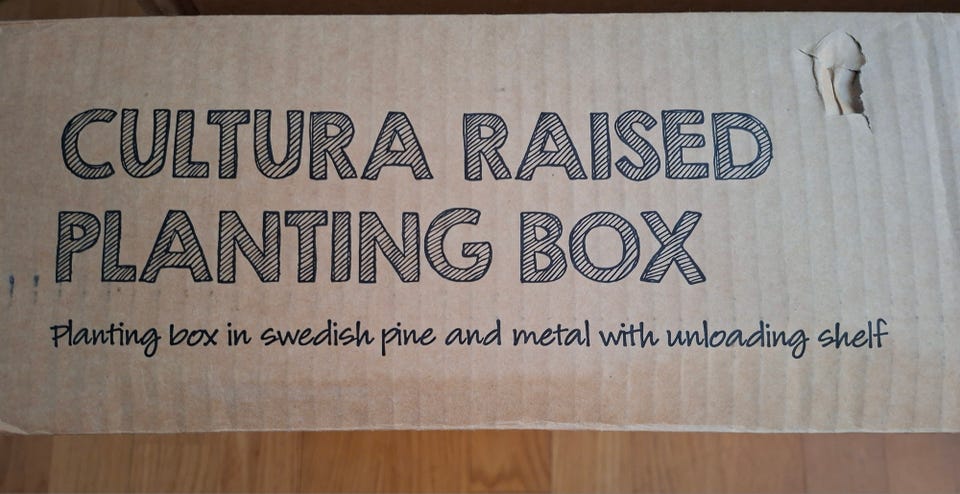 CULTURA RAISED
PLANTING BOX
Planting box in swedish pine and metal with unloading shelf